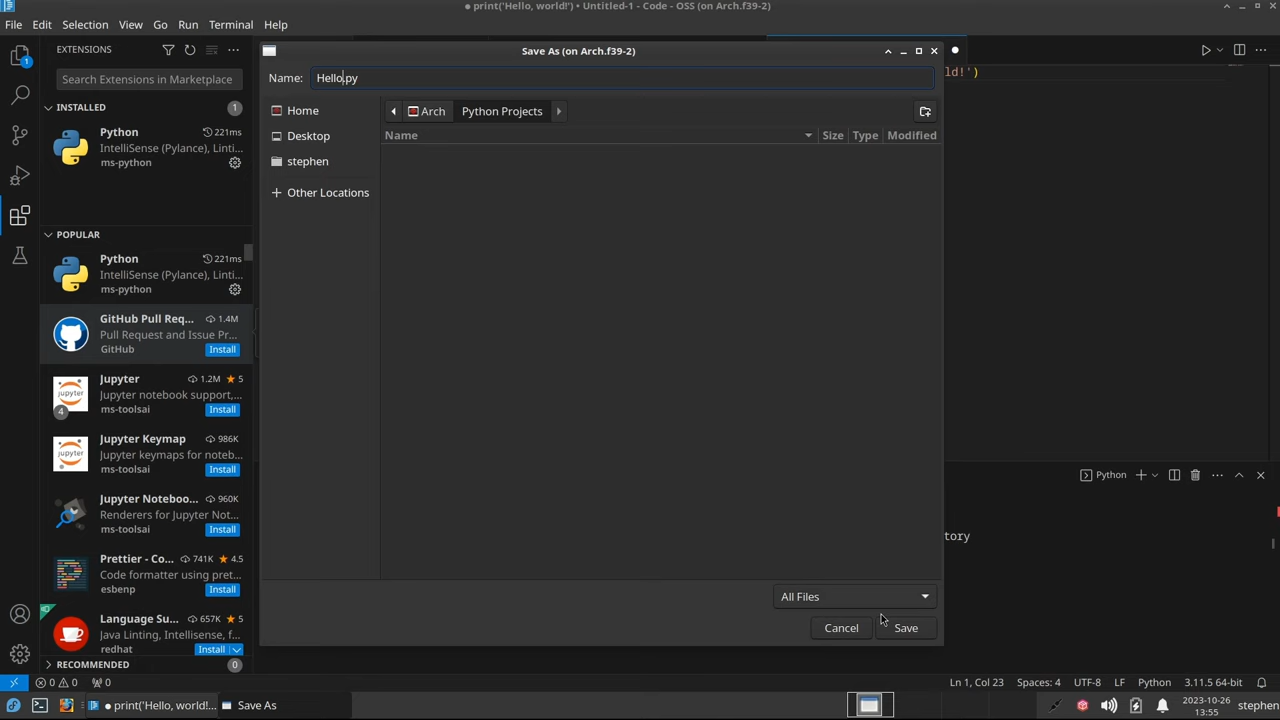 ● print('Hello, world!') • Untitled-1 - Code - OSS (on Arch.f39-2)
File Edit Selection View Go Run Terminal Help
EXTENSIONS
Search Extensions in Marketplace
INSTALLED 1
Python 221ms
IntelliSense (Pylance), Linti...
ms-python
POPULAR
Python 221ms
IntelliSense (Pylance), Linti...
ms-python
GitHub Pull Req... 1.4M
Pull Request and Issue Pr...
GitHub Install
Jupyter 1.2M ★ 5
Jupyter notebook support,...
ms-toolsai Install
4
Jupyter Keymap 986K
Jupyter keymaps for noteb...
ms-toolsai Install
Jupyter Noteboo... 960K
Renderers for Jupyter Not...
ms-toolsai Install
Prettier - Co... 741K ★ 4.5
Code formatter using pret...
esbenp Install
Language Su... 657K ★ 5
Java Linting, Intellisense, f...
redhat Install
RECOMMENDED 0
1
Save As (on Arch.f39-2)
Name: Hello.py
Home
Desktop
stephen
Other Locations
Arch Python Projects
Name Size Type Modified
All Files
Cancel Save
ld!')
Python
tory
0 0 0
Ln 1, Col 23 Spaces: 4 UTF-8 LF Python 3.11.5 64-bit
● print('Hello, world!... Save As
2023-10-26
13:55
stephen